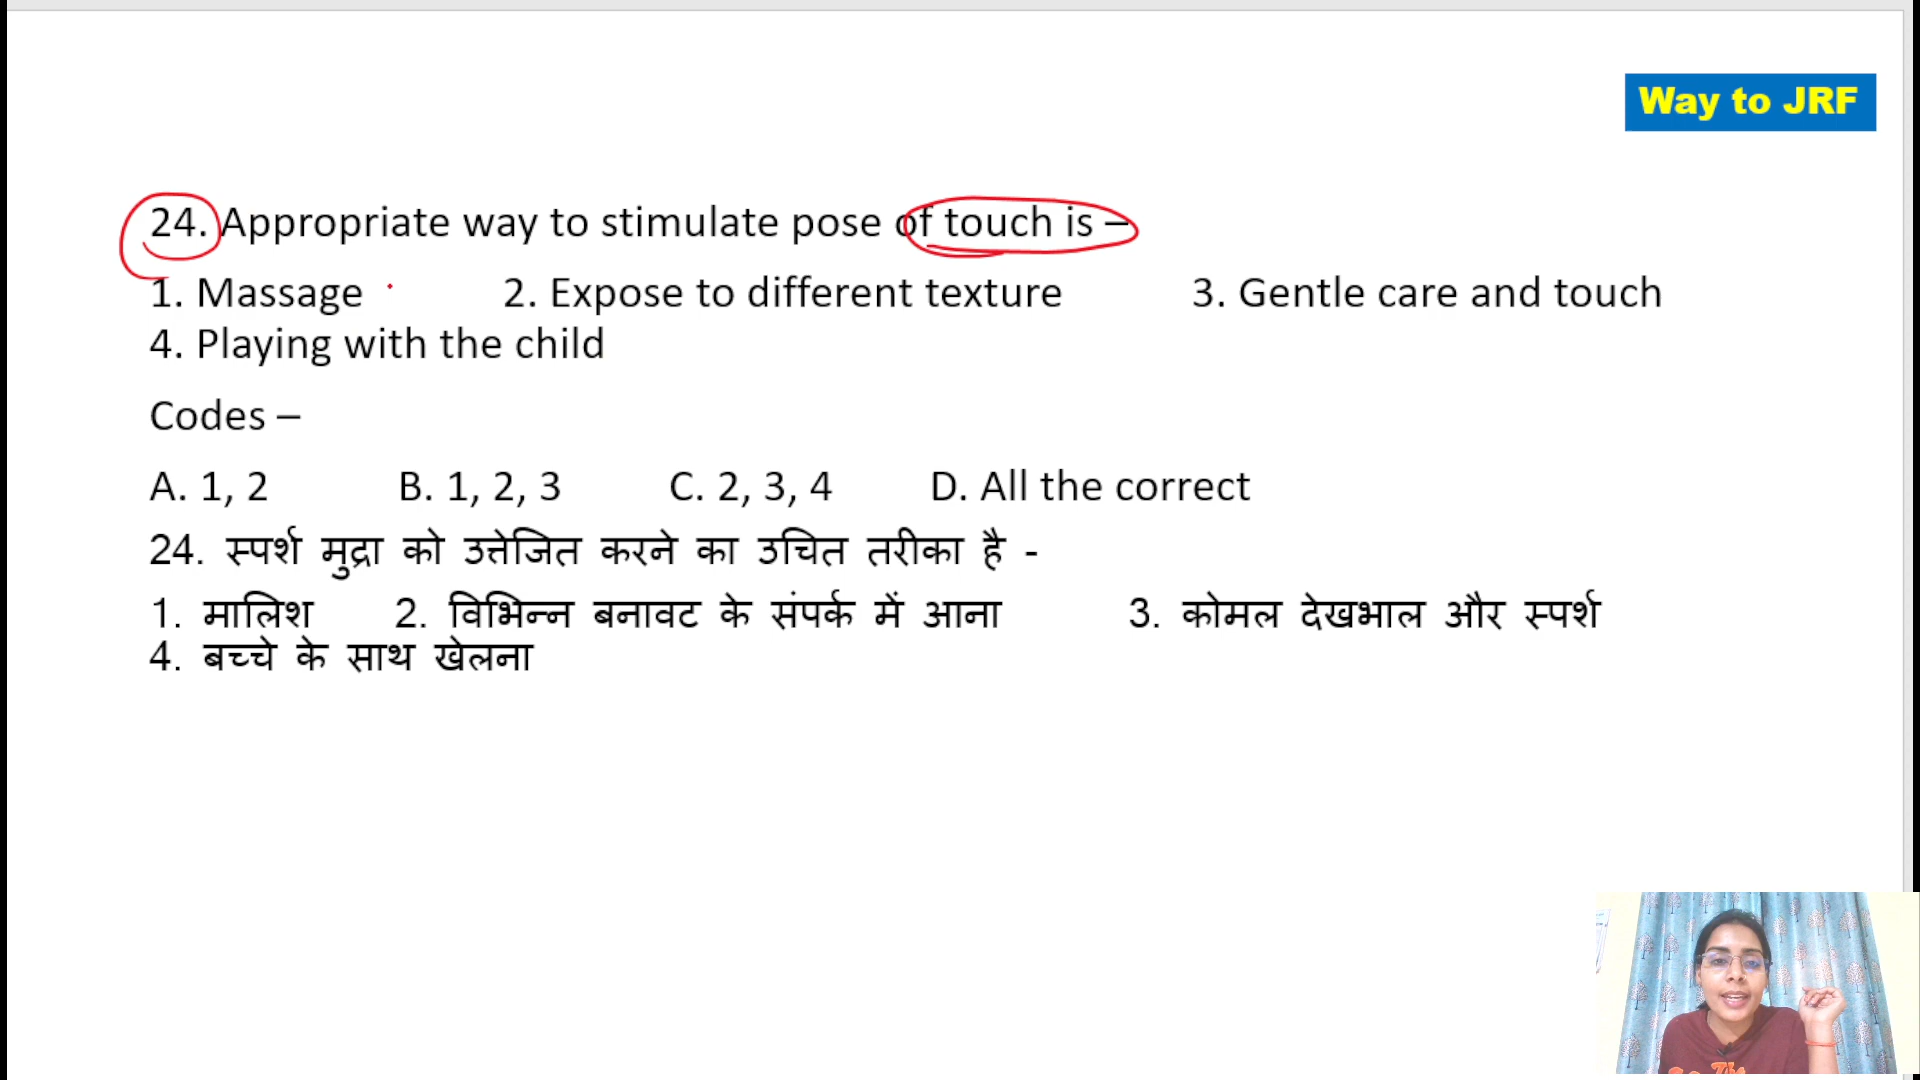 Way to JRF
24. Appropriate way to stimulate pose of touch is –
1. Massage 2. Expose to different texture 3. Gentle care and touch
4. Playing with the child
Codes –
A. 1, 2 B. 1, 2, 3 C. 2, 3, 4 D. All the correct
24. स्पर्श मुद्रा को उत्तेजित करने का उचित तरीका है -
1. मालिश 2. विभिन्न बनावट के संपर्क में आना 3. कोमल देखभाल और स्पर्श
4. बच्चे के साथ खेलना